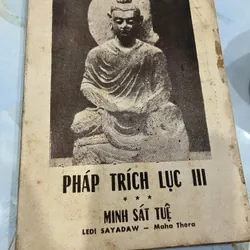 PHÁP TRÍCH LỤC III
* * *
MINH SÁT TUỆ
LEDI SAYADAW — Maha Thera